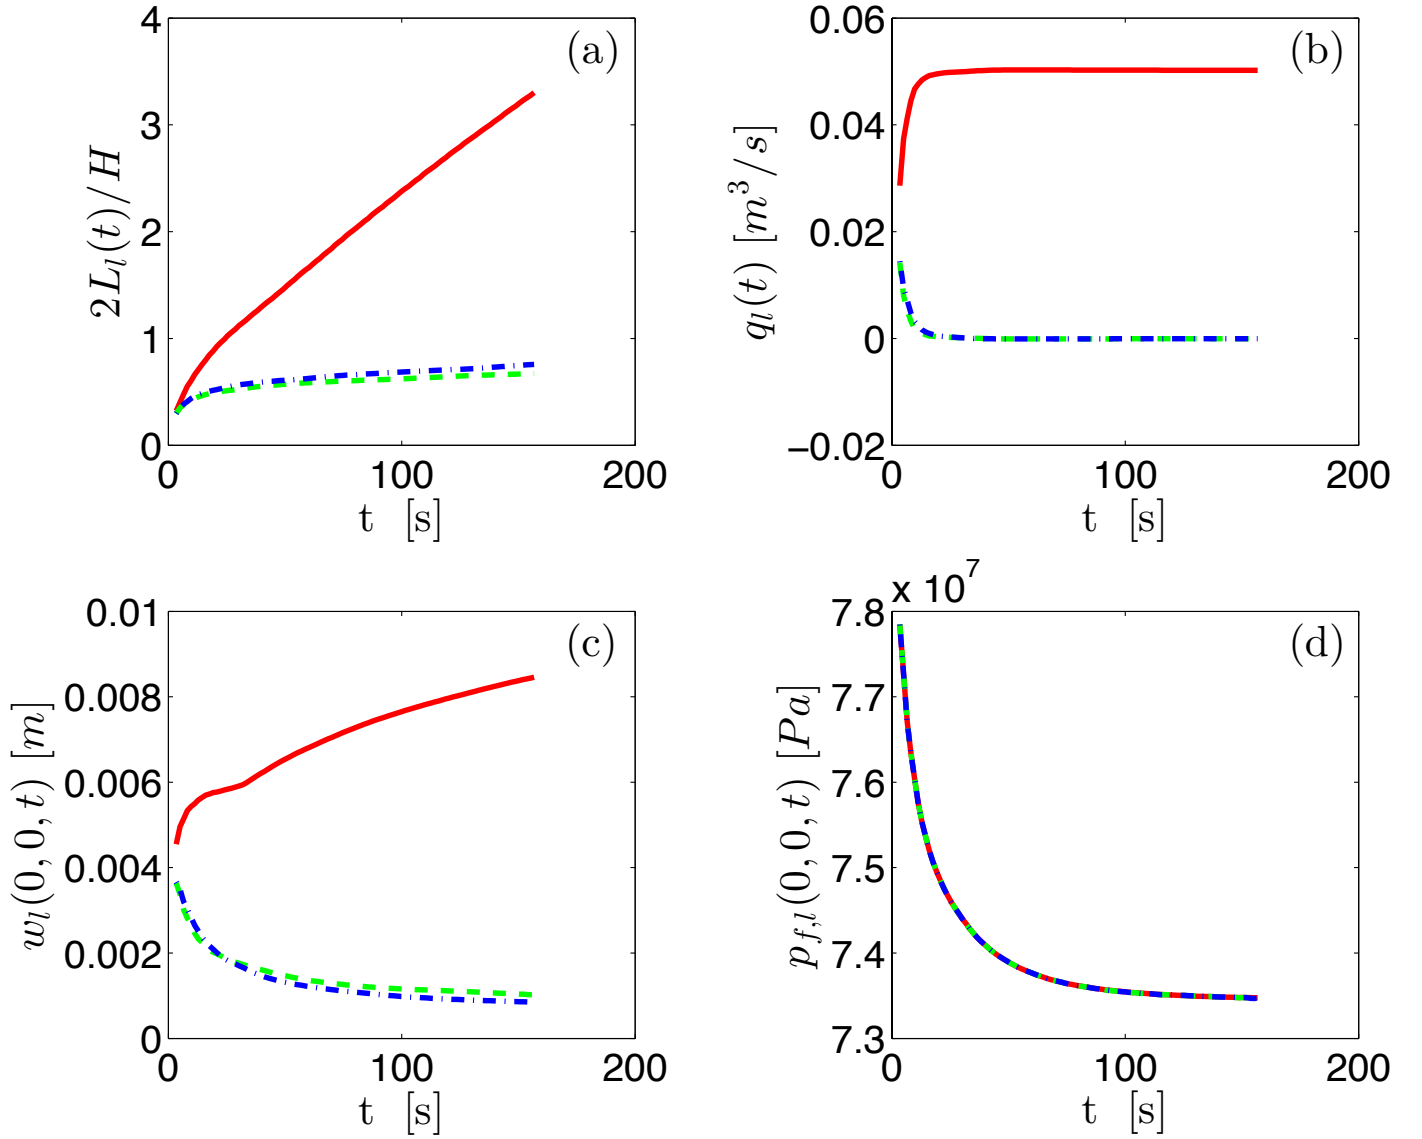 4
3
2
1
0
0 100 200
2L_l(t)/H
t [s]
(a)
0.06
0.04
0.02
0
−0.02
0 100 200
q_l(t) [m^3/s]
t [s]
(b)
0.01
0.008
0.006
0.004
0.002
0
0 100 200
w_l(0,0,t) [m]
t [s]
(c)
x 10^7
7.8
7.7
7.6
7.5
7.4
7.3
0 100 200
p_{f,l}(0,0,t) [Pa]
t [s]
(d)